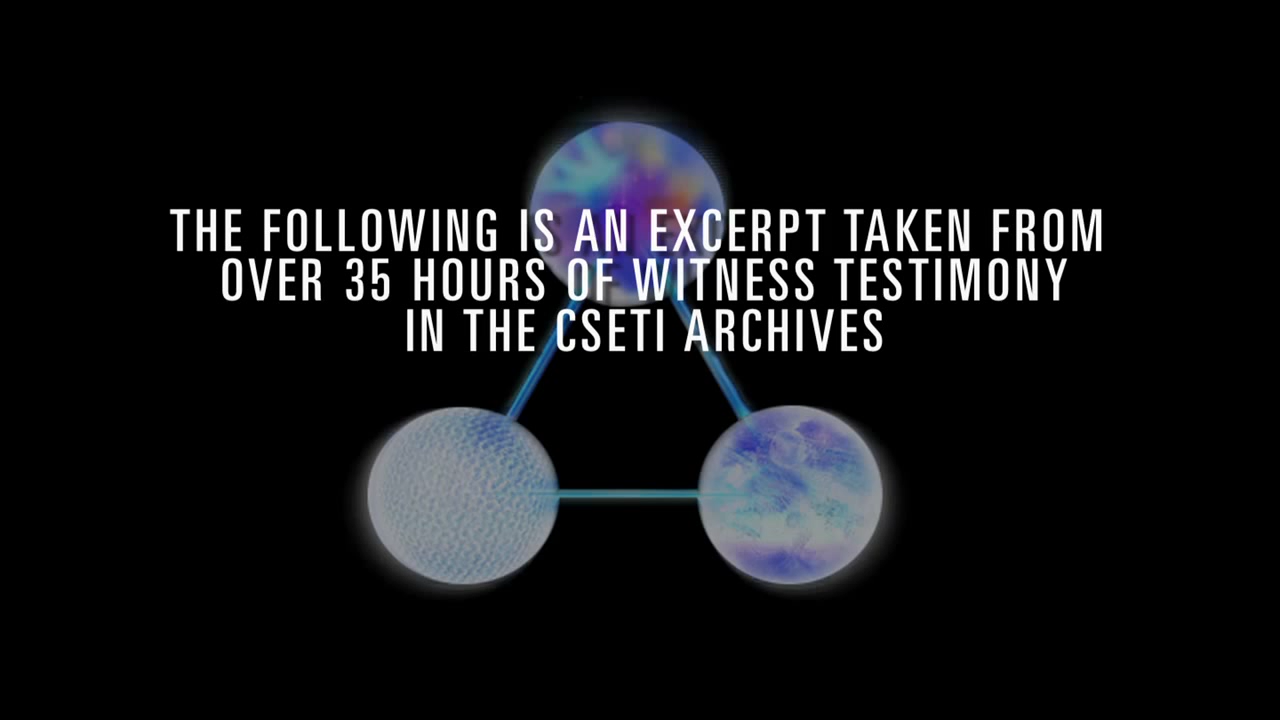 THE FOLLOWING IS AN EXCERPT TAKEN FROM
OVER 35 HOURS OF WITNESS TESTIMONY
IN THE CSETI ARCHIVES